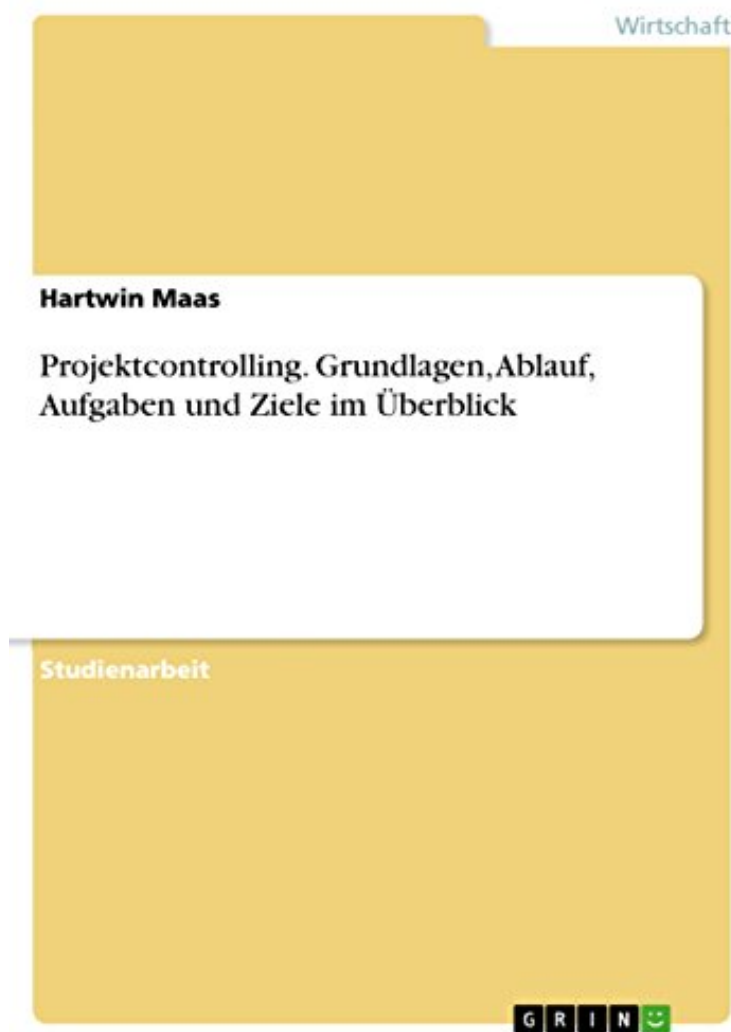 Wirtschaft
Hartwin Maas
Projektcontrolling. Grundlagen, Ablauf,
Aufgaben und Ziele im Überblick
Studienarbeit
GRIN